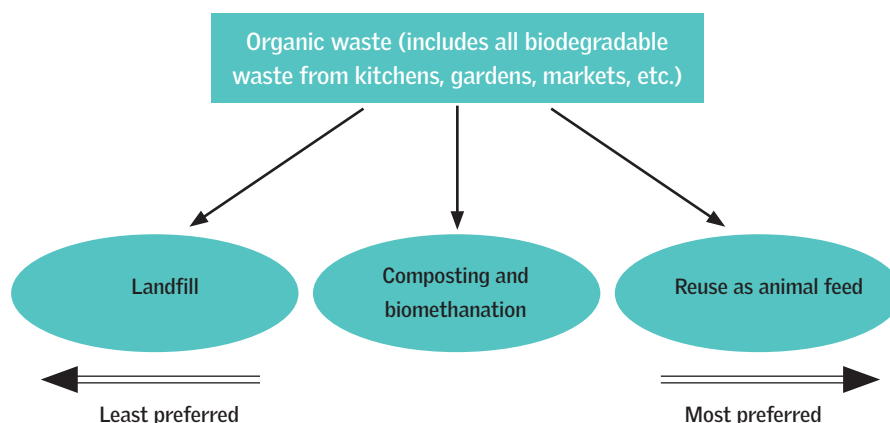 Organic waste (includes all biodegradable
waste from kitchens, gardens, markets, etc.)
Landfill
Composting and
biomethanation
Reuse as animal feed
Least preferred
Most preferred